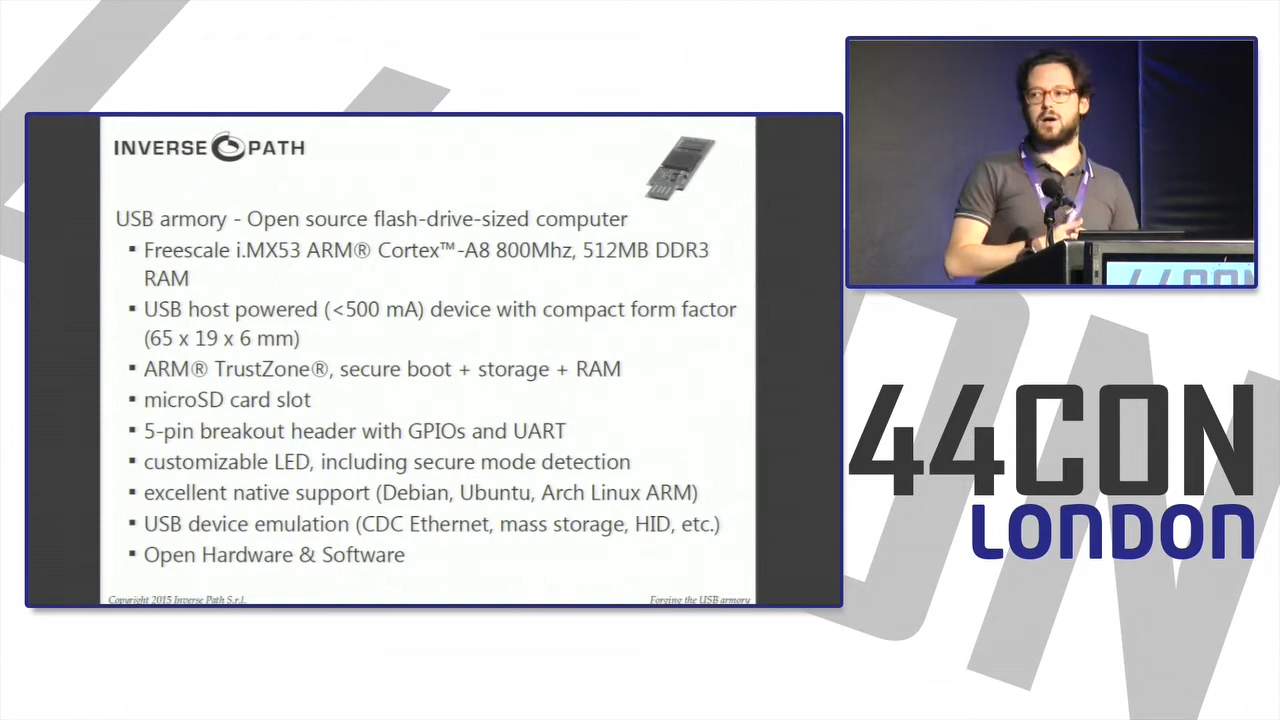 INVERSE PATH
USB armory - Open source flash-drive-sized computer
▪ Freescale i.MX53 ARM® Cortex™-A8 800Mhz, 512MB DDR3
RAM
▪ USB host powered (<500 mA) device with compact form factor
(65 x 19 x 6 mm)
▪ ARM® TrustZone®, secure boot + storage + RAM
▪ microSD card slot
▪ 5-pin breakout header with GPIOs and UART
▪ customizable LED, including secure mode detection
▪ excellent native support (Debian, Ubuntu, Arch Linux ARM)
▪ USB device emulation (CDC Ethernet, mass storage, HID, etc.)
▪ Open Hardware & Software
Copyright 2015 Inverse Path S.r.l.
Forging the USB armory
44CON
44CON
LONDON